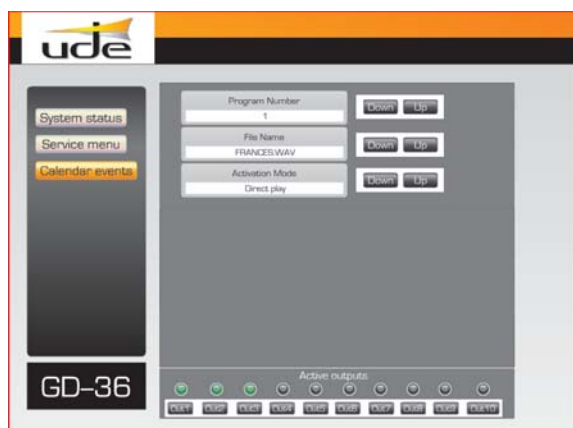 ude
System status
Service menu
Calendar events
Program Number
1
Down Up
File Name
FRANCES.WAV
Down Up
Activation Mode
Direct play
Down Up
GD-36
Active outputs
Out1 Out2 Out3 Out4 Out5 Out6 Out7 Out8 Out9 Out10